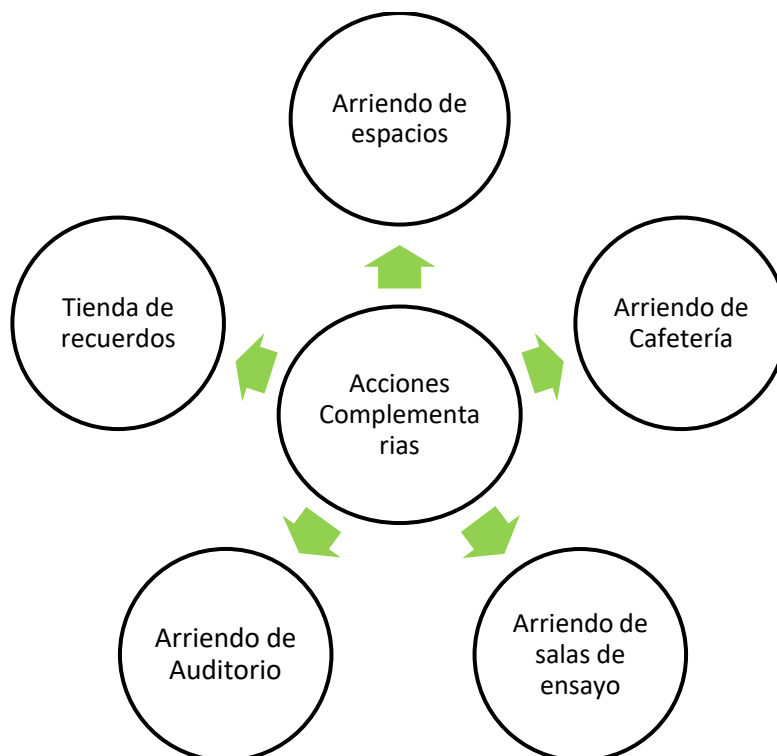 Arriendo de
espacios
Tienda de
recuerdos
Arriendo de
Cafetería
Acciones
Complementa
rias
Arriendo de
Auditorio
Arriendo de
salas de
ensayo